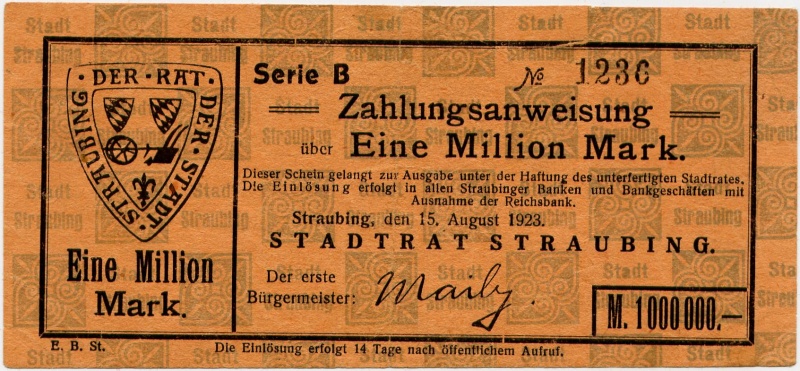 DER · RAT · DER · STADT · STRAUBING
Eine Million
Mark.
E. B. St.
Serie B
№ 1236
Zahlungsanweisung
über Eine Million Mark.
Dieser Schein gelangt zur Ausgabe unter der Haftung des unterfertigten Stadtrates.
Die Einlösung erfolgt in allen Straubinger Banken und Bankgeschäften mit
Ausnahme der Reichsbank.
Straubing, den 15. August 1923.
STADTRAT STRAUBING.
Der erste
Bürgermeister:
M. 1000000.—
Die Einlösung erfolgt 14 Tage nach öffentlichem Aufruf.
Stadt
Straubing